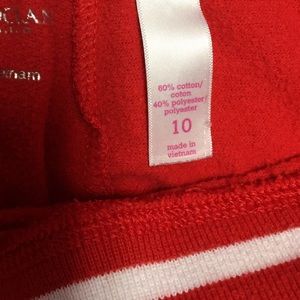 60% cotton/
coton
40% polyester/
polyester
10
made in
vietnam